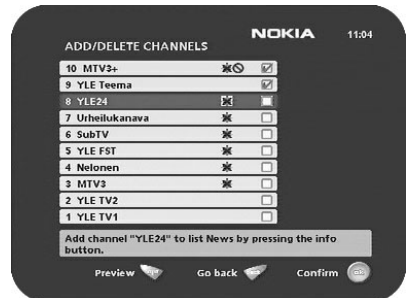 NOKIA 11:04
ADD/DELETE CHANNELS
10 MTV3+
9 YLE Teema
8 YLE24
7 Urheilukanava
6 SubTV
5 YLE FST
4 Nelonen
3 MTV3
2 YLE TV2
1 YLE TV1
Add channel "YLE24" to list News by pressing the info
button.
Preview Go back Confirm